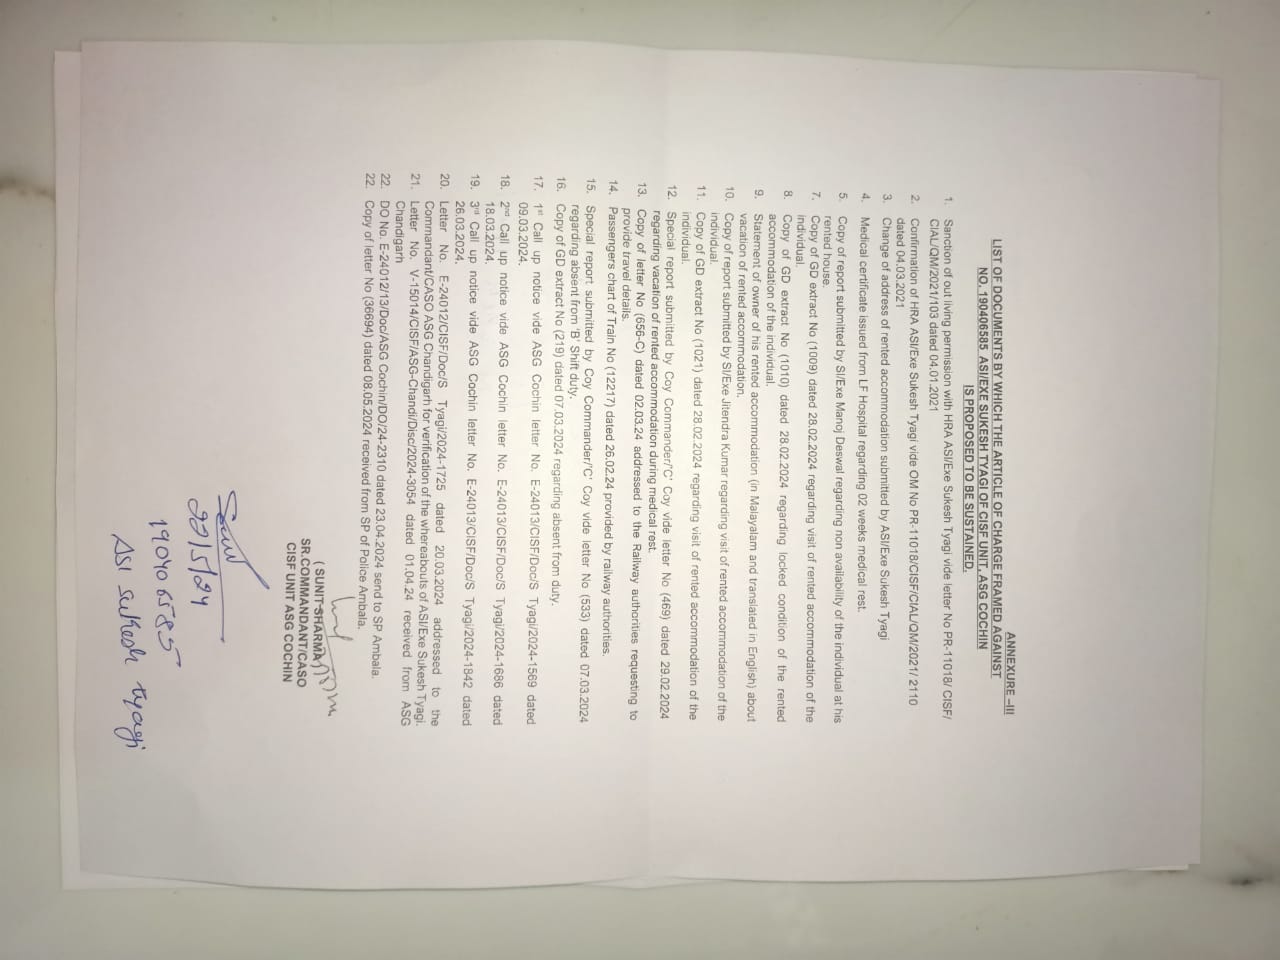 ANNEXURE –III
LIST OF DOCUMENTS BY WHICH THE ARTICLE OF CHARGE FRAMED AGAINST
NO. 190406585 ASI/EXE SUKESH TYAGI OF CISF UNIT, ASG COCHIN
IS PROPOSED TO BE SUSTAINED.
1. Sanction of out living permission with HRA ASI/Exe Sukesh Tyagi vide letter No PR-11018/ CISF/
CIAL/QM/2021/103 dated 04.01.2021
2. Confirmation of HRA ASI/Exe Sukesh Tyagi vide OM No PR-11018/CISF/CIAL/QM/2021/ 2110
dated 04.03.2021
3. Change of address of rented accommodation submitted by ASI/Exe Sukesh Tyagi
4. Medical certificate issued from LF Hospital regarding 02 weeks medical rest.
5. Copy of report submitted by SI/Exe Manoj Deswal regarding non availability of the individual at his
rented house.
7. Copy of GD extract No (1009) dated 28.02.2024 regarding visit of rented accommodation of the
individual.
8. Copy of GD extract No (1010) dated 28.02.2024 regarding locked condition of the rented
accommodation of the individual.
9. Statement of owner of his rented accommodation (in Malayalam and translated in English) about
vacation of rented accommodation.
10. Copy of report submitted by SI/Exe Jitendra Kumar regarding visit of rented accommodation of the
individual.
11. Copy of GD extract No (1021) dated 28.02.2024 regarding visit of rented accommodation of the
individual.
12. Special report submitted by Coy Commander/'C' Coy vide letter No (469) dated 29.02.2024
regarding vacation of rented accommodation during medical rest.
13. Copy of letter No (656-C) dated 02.03.24 addressed to the Railway authorities requesting to
provide travel details.
14. Passengers chart of Train No (12217) dated 26.02.24 provided by railway authorities.
15. Special report submitted by Coy Commander/'C' Coy vide letter No (533) dated 07.03.2024
regarding absent from 'B' Shift duty.
16. Copy of GD extract No (219) dated 07.03.2024 regarding absent from duty.
17. 1st Call up notice vide ASG Cochin letter No. E-24013/CISF/Doc/S Tyagi/2024-1569 dated
09.03.2024.
18. 2nd Call up notice vide ASG Cochin letter No. E-24013/CISF/Doc/S Tyagi/2024-1686 dated
18.03.2024.
19. 3rd Call up notice vide ASG Cochin letter No. E-24013/CISF/Doc/S Tyagi/2024-1842 dated
26.03.2024.
20. Letter No. E-24012/CISF/Doc/S Tyagi/2024-1725 dated 20.03.2024 addressed to the
Commandant/CASO ASG Chandigarh for verification of the whereabouts of ASI/Exe Sukesh Tyagi.
21. Letter No. V-15014/CISF/ASG-Chandi/Disc/2024-3054 dated 01.04.24 received from ASG
Chandigarh
22. DO No. E-24012/13/Doc/ASG Cochin/DO/24-2310 dated 23.04.2024 send to SP Ambala.
22. Copy of letter No (36694) dated 08.05.2024 received from SP of Police Ambala.
( SUNIT SHARMA )
SR.COMMANDANT/CASO
CISF UNIT ASG COCHIN
22/5/24
190406585
ASI Sukesh Tyagi